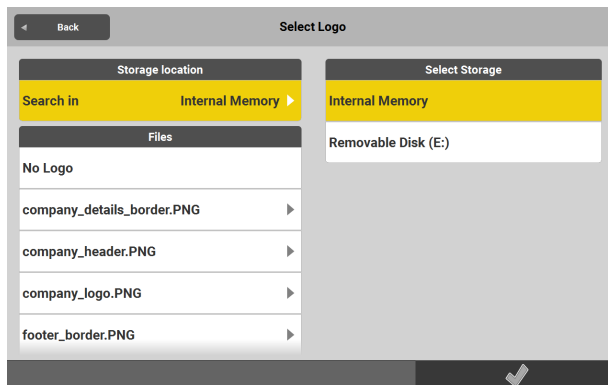 Back
Select Logo
Storage location
Search in Internal Memory
Files
No Logo
company_details_border.PNG
company_header.PNG
company_logo.PNG
footer_border.PNG
Select Storage
Internal Memory
Removable Disk (E:)